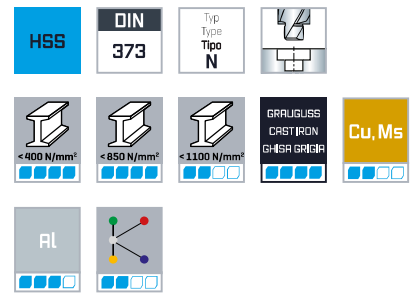 HSS
DIN
373
Typ
Type
Tipo
N
<400 N/mm²
<850 N/mm²
<1100 N/mm²
GRAUGUSS
CAST IRON
GHISA GRIGIA
Cu, Ms
Al